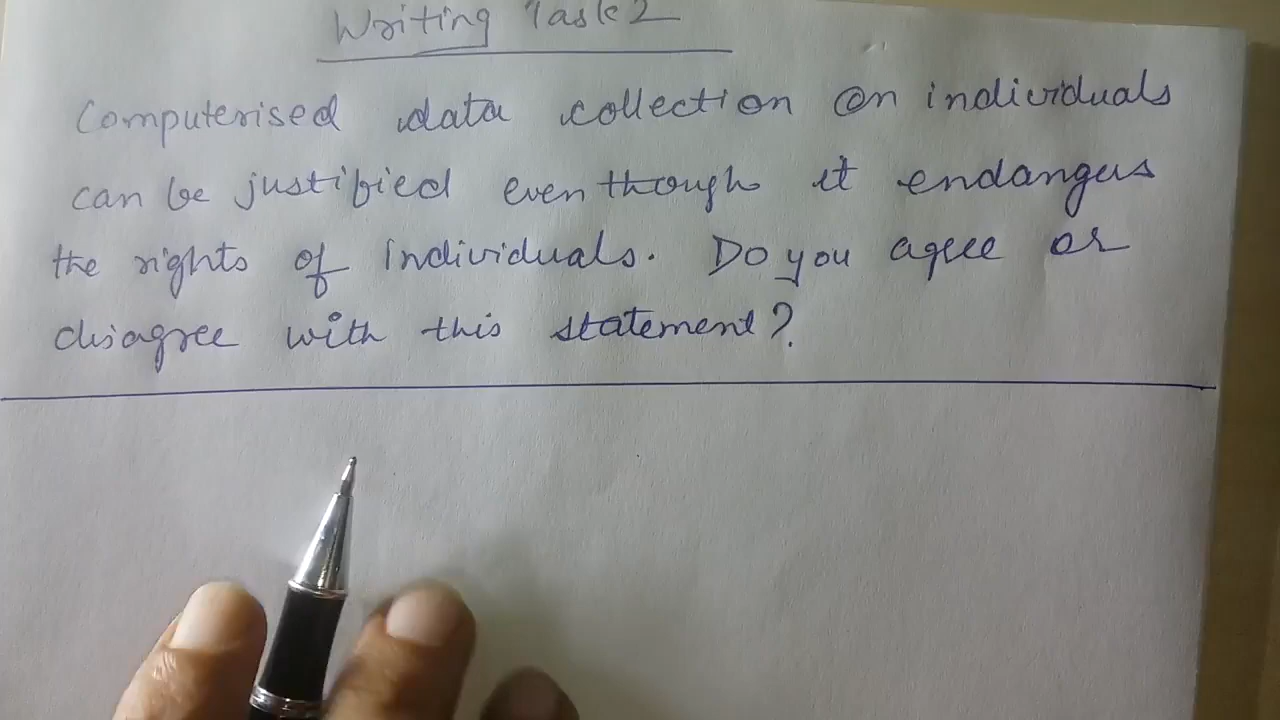 Writing Task 2
Computerised data collection on individuals
can be justified even though it endangers
the rights of individuals. Do you agree or
disagree with this statement?